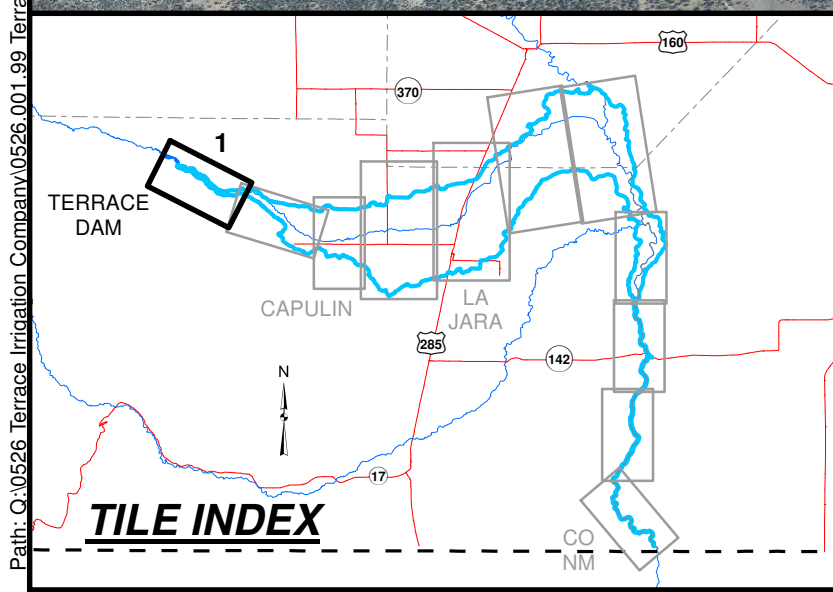 Path: Q:\0526 Terrace Irrigation Company\0526.001.99 Terra
160
370
1
TERRACE
DAM
CAPULIN
LA
JARA
285
142
N
17
TILE INDEX
CO
NM